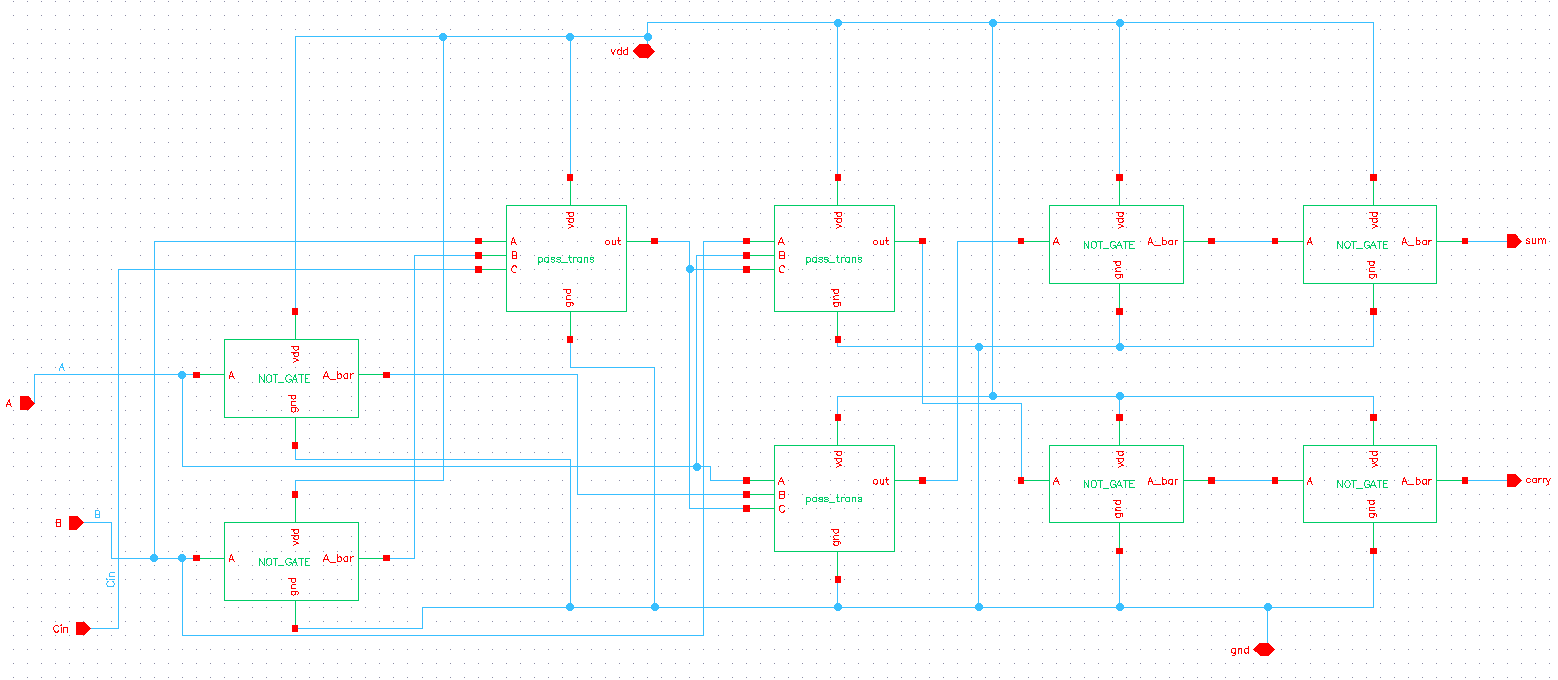 vdd
vdd
vdd
vdd
vdd
A
B
C
pass_trans
out
gnd
A
B
C
pass_trans
out
gnd
A
NOT_GATE
A_bar
gnd
A
NOT_GATE
A_bar
gnd
sum
A
A
vdd
A
NOT_GATE
A_bar
gnd
vdd
A
B
C
pass_trans
out
gnd
vdd
A
NOT_GATE
A_bar
gnd
vdd
A
NOT_GATE
A_bar
gnd
carry
B
B
vdd
A
NOT_GATE
A_bar
gnd
Cin
Cin
gnd